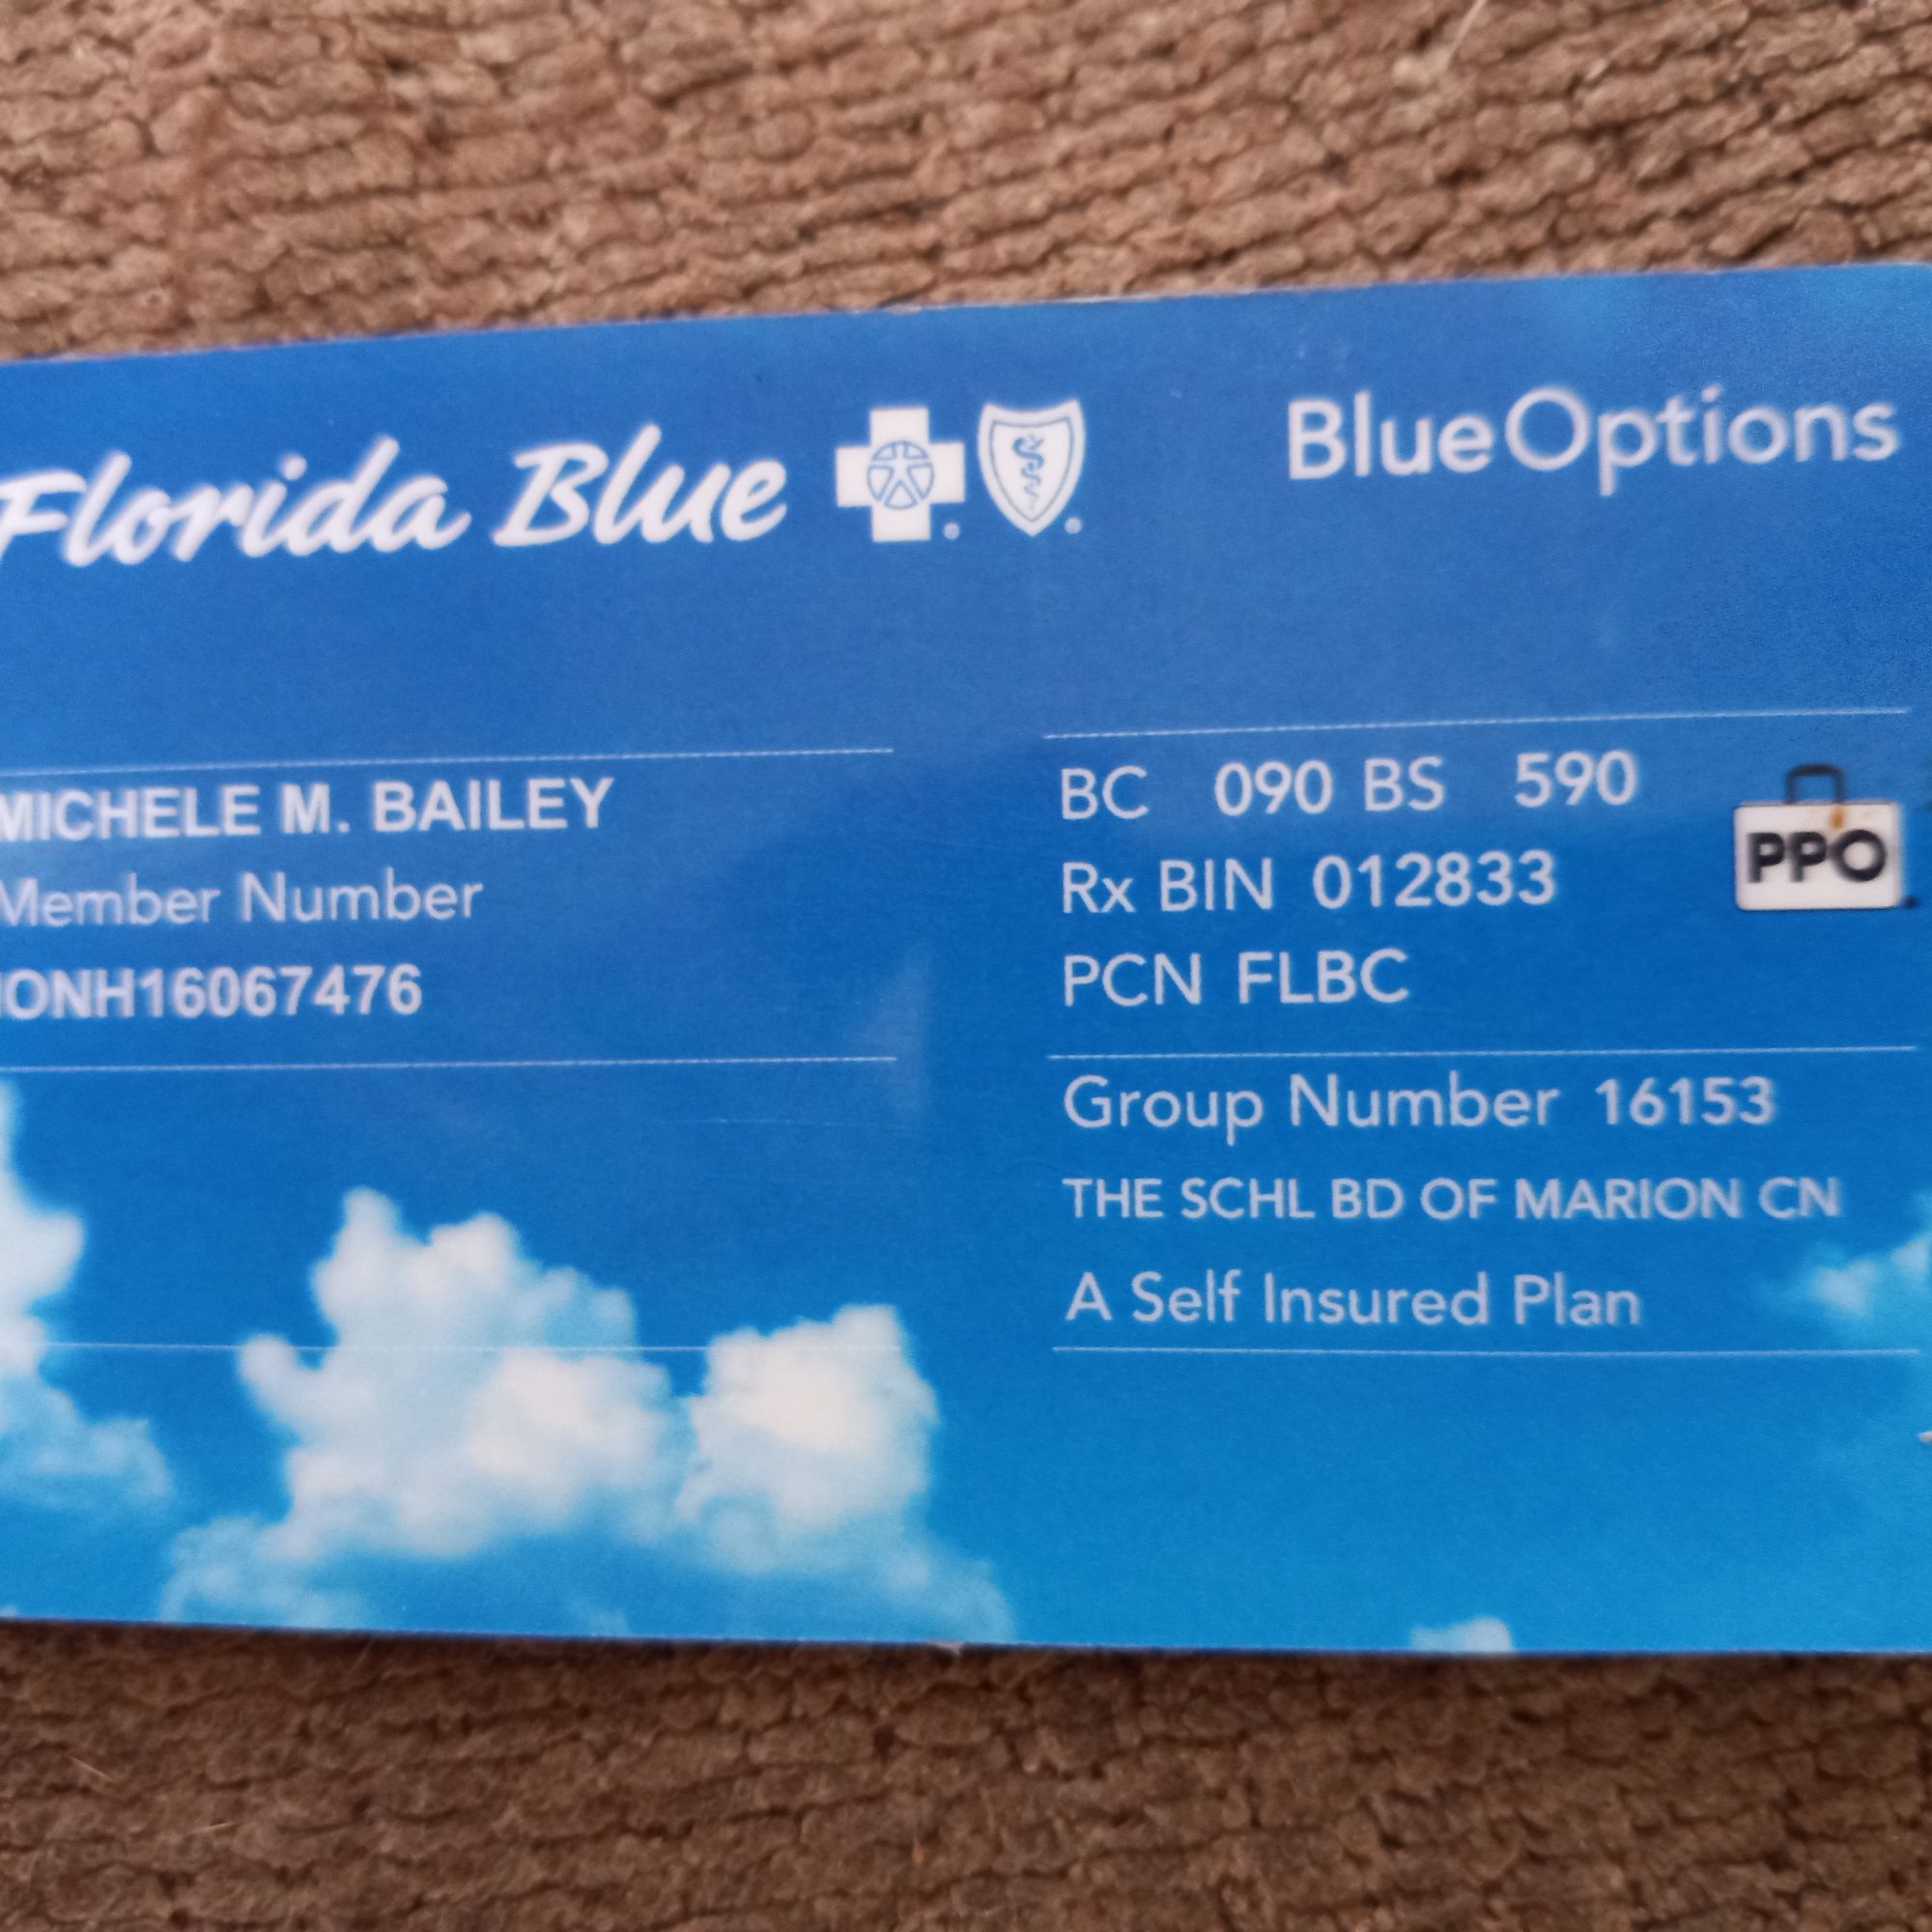 Florida Blue
BlueOptions
MICHELE M. BAILEY
Member Number
IONH16067476
BC 090 BS 590
Rx BIN 012833
PCN FLBC
PPO
Group Number 16153
THE SCHL BD OF MARION CN
A Self Insured Plan